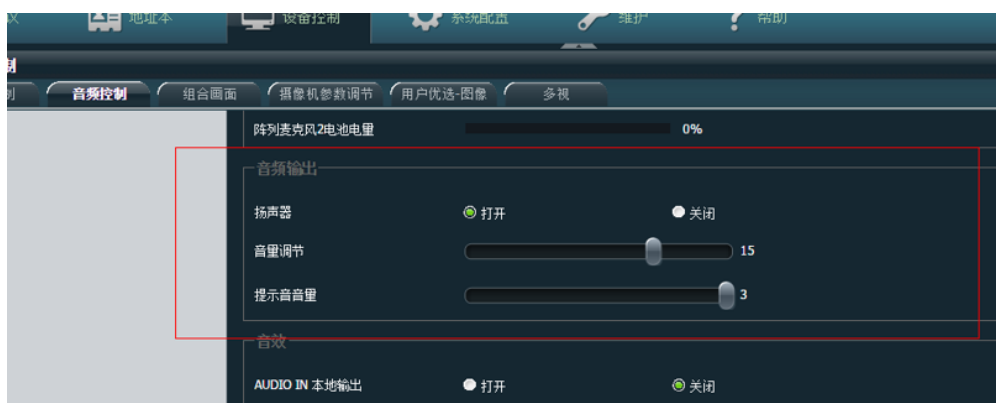 地址本 设备控制 系统配置 维护 ? 帮助
音频控制 组合画面 摄像机参数调节 用户优选-图像 多视
阵列麦克风2电池电量 0%
音频输出
扬声器 打开 关闭
音量调节 15
提示音音量 3
音效
AUDIO IN 本地输出 打开 关闭